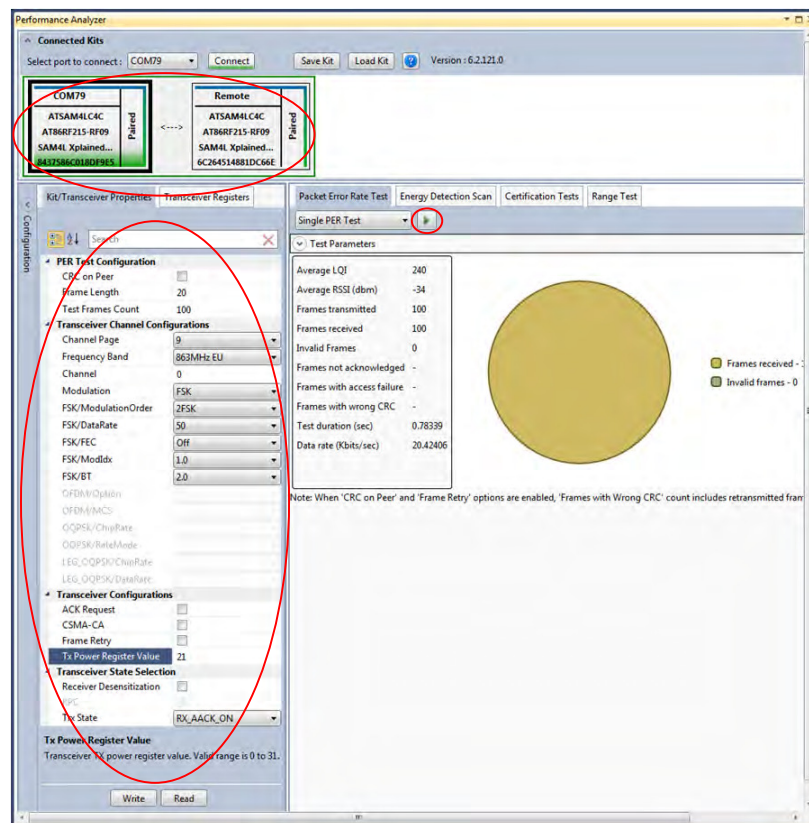 Performance Analyzer
Connected Kits
Select port to connect : COM79 Connect Save Kit Load Kit Version : 6.2.121.0
COM79
ATSAM4LC4C
AT86RF215-RF09
SAM4L Xplained...
8437586C018DF9E5
Paired
<--->
Remote
ATSAM4LC4C
AT86RF215-RF09
SAM4L Xplained...
6C264514881DC66E
Paired
Configuration
Kit/Transceiver Properties Transceiver Registers
Search
PER Test Configuration
CRC on Peer
Frame Length 20
Test Frames Count 100
Transceiver Channel Configurations
Channel Page 9
Frequency Band 863MHz EU
Channel 0
Modulation FSK
FSK/ModulationOrder 2FSK
FSK/DataRate 50
FSK/FEC Off
FSK/ModIdx 1.0
FSK/BT 2.0
OFDM/Option
OFDM/MCS
OQPSK/ChipRate
OQPSK/RateMode
LEG_OQPSK/ChipRate
LEG_OQPSK/DataRate
Transceiver Configurations
ACK Request
CSMA-CA
Frame Retry
Tx Power Register Value 21
Transceiver State Selection
Receiver Desensitization
Trx State RX_AACK_ON
Tx Power Register Value
Transceiver TX power register value. Valid range is 0 to 31.
Write Read
Packet Error Rate Test Energy Detection Scan Certification Tests Range Test
Single PER Test
Test Parameters
Average LQI 240
Average RSSI (dbm) -34
Frames transmitted 100
Frames received 100
Invalid Frames 0
Frames not acknowledged -
Frames with access failure -
Frames with wrong CRC -
Test duration (sec) 0.78339
Data rate (Kbits/sec) 20.42406
Frames received -
Invalid frames - 0
Note: When 'CRC on Peer' and 'Frame Retry' options are enabled, 'Frames with Wrong CRC' count includes retransmitted